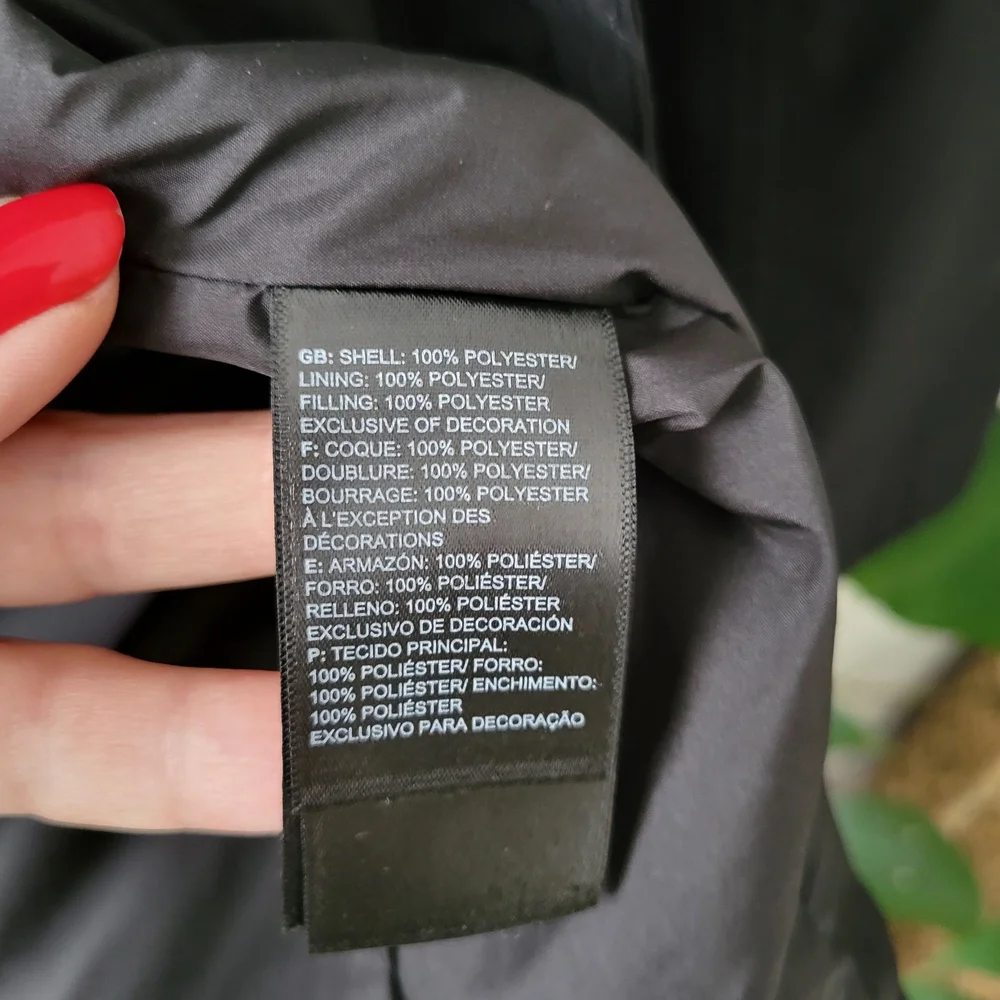 GB: SHELL: 100% POLYESTER/
LINING: 100% POLYESTER/
FILLING: 100% POLYESTER
EXCLUSIVE OF DECORATION
F: COQUE: 100% POLYESTER/
DOUBLURE: 100% POLYESTER/
BOURRAGE: 100% POLYESTER
À L'EXCEPTION DES
DÉCORATIONS
E: ARMAZÓN: 100% POLIÉSTER/
FORRO: 100% POLIÉSTER/
RELLENO: 100% POLIÉSTER
EXCLUSIVO DE DECORACIÓN
P: TECIDO PRINCIPAL:
100% POLIÉSTER/ FORRO:
100% POLIÉSTER/ ENCHIMENTO:
100% POLIÉSTER
EXCLUSIVO PARA DECORAÇÃO